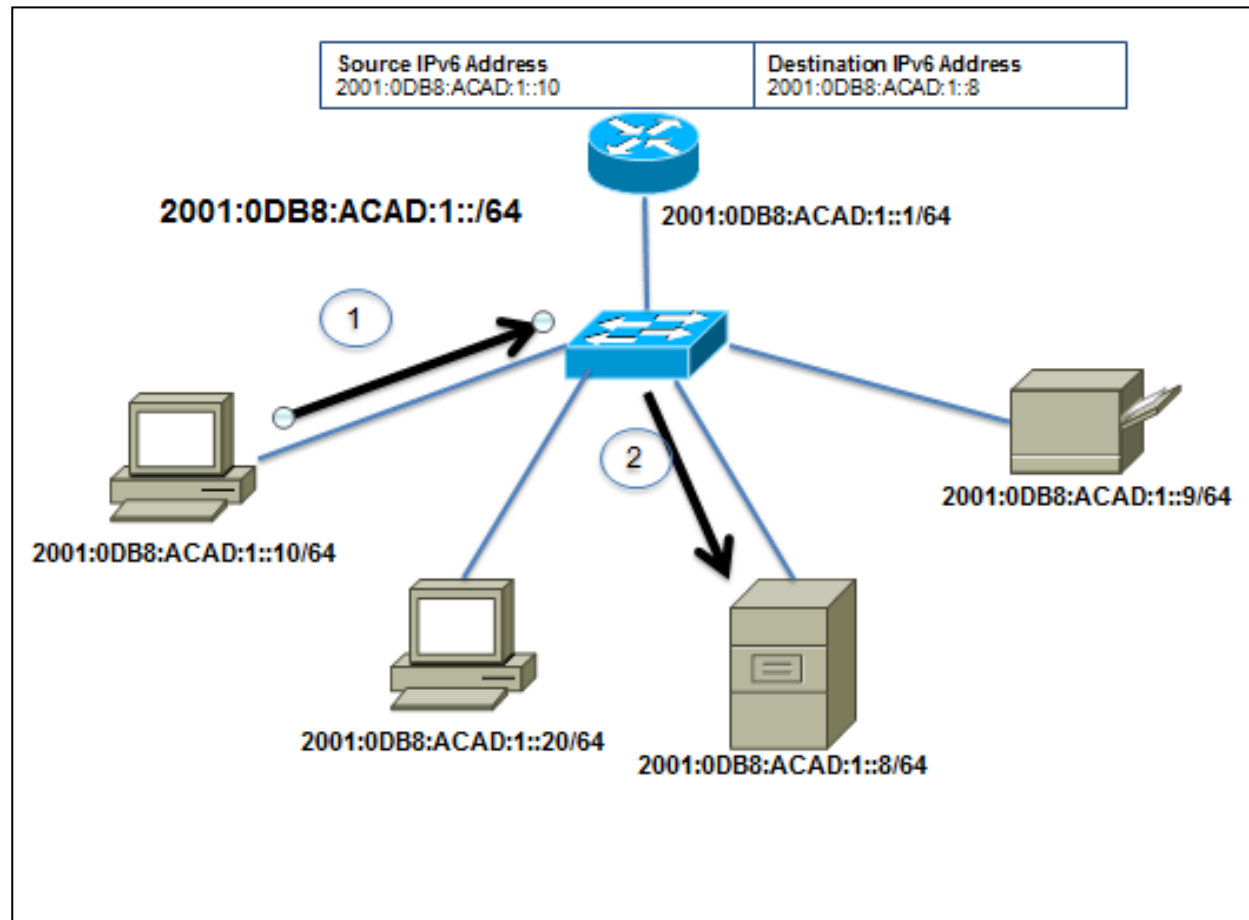 Source IPv6 Address
2001:0DB8:ACAD:1::10
Destination IPv6 Address
2001:0DB8:ACAD:1::8
2001:0DB8:ACAD:1::/64
2001:0DB8:ACAD:1::1/64
1
2
2001:0DB8:ACAD:1::9/64
2001:0DB8:ACAD:1::10/64
2001:0DB8:ACAD:1::20/64
2001:0DB8:ACAD:1::8/64